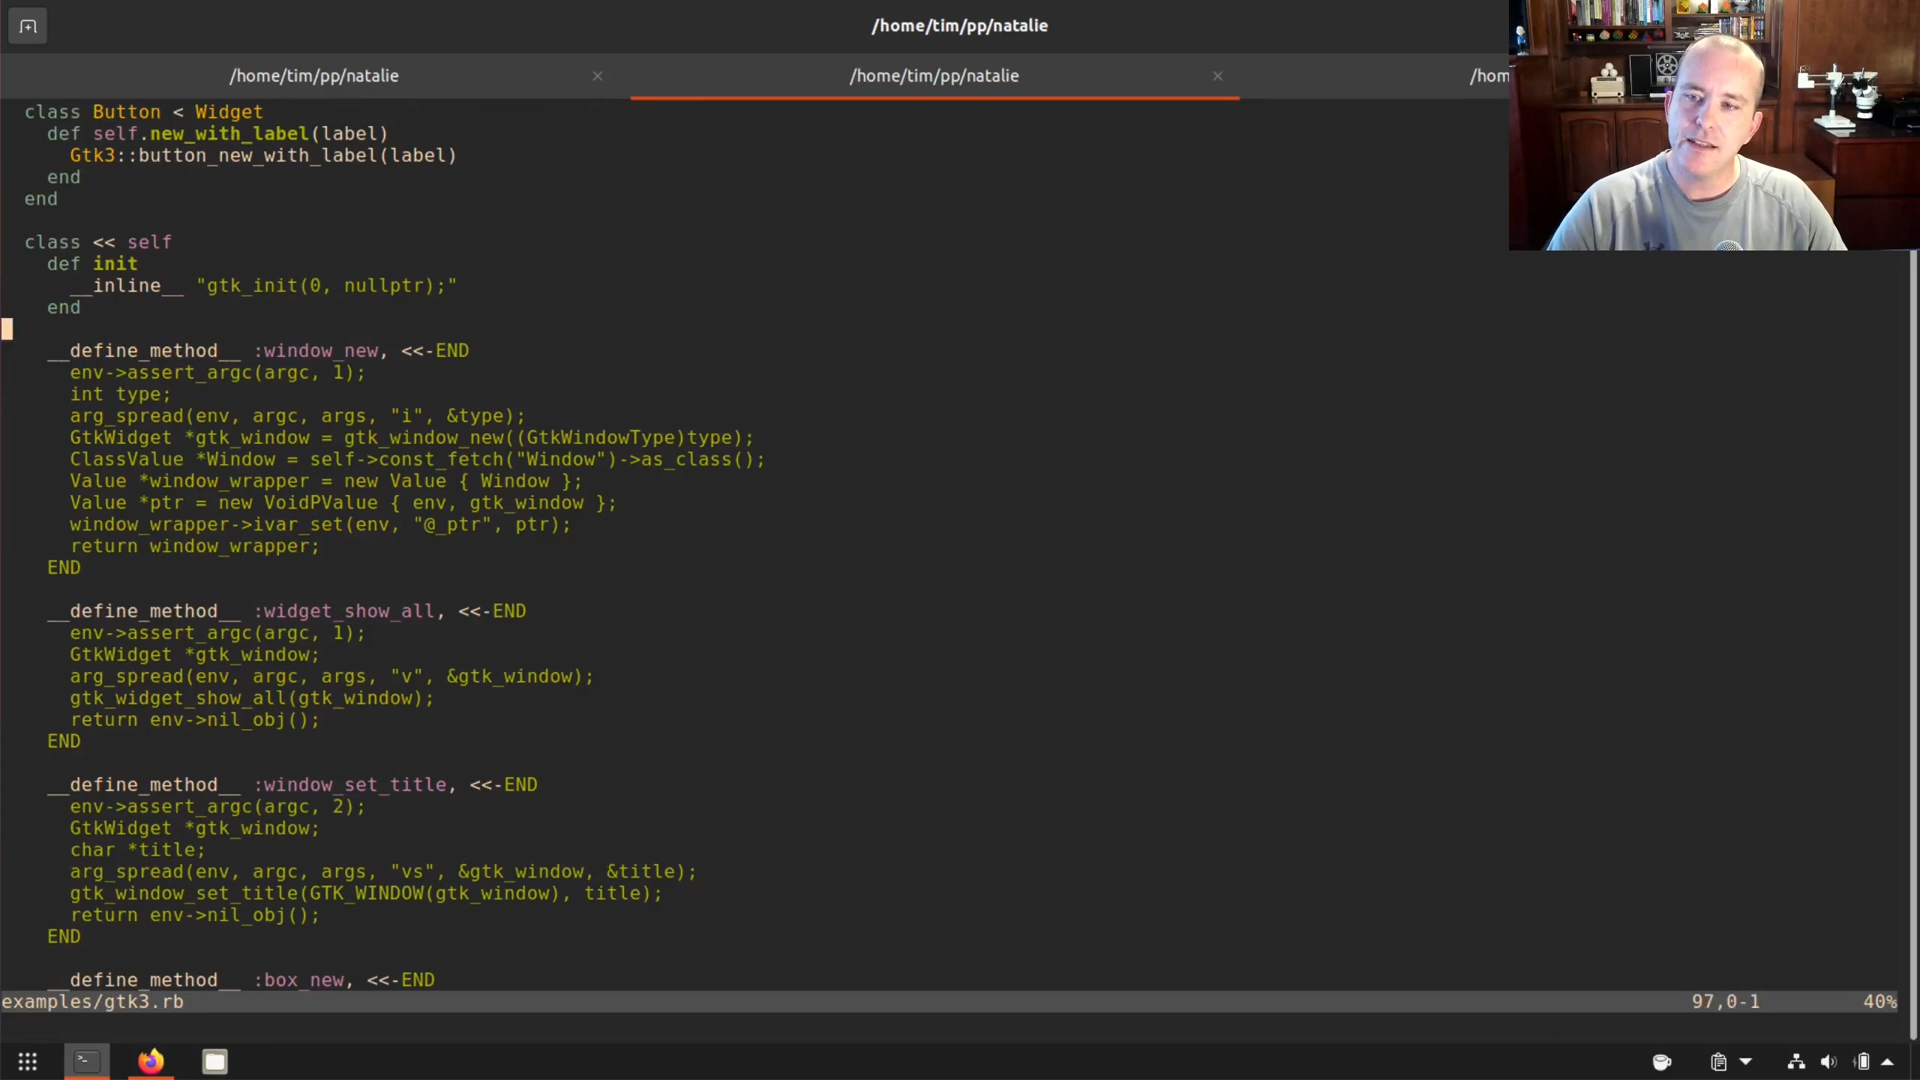 /home/tim/pp/natalie
/home/tim/pp/natalie × /home/tim/pp/natalie × /hom
class Button < Widget
  def self.new_with_label(label)
    Gtk3::button_new_with_label(label)
  end
end

class << self
  def init
    __inline__ "gtk_init(0, nullptr);"
  end

  __define_method__ :window_new, <<-END
    env->assert_argc(argc, 1);
    int type;
    arg_spread(env, argc, args, "i", &type);
    GtkWidget *gtk_window = gtk_window_new((GtkWindowType)type);
    ClassValue *Window = self->const_fetch("Window")->as_class();
    Value *window_wrapper = new Value { Window };
    Value *ptr = new VoidPValue { env, gtk_window };
    window_wrapper->ivar_set(env, "@_ptr", ptr);
    return window_wrapper;
  END

  __define_method__ :widget_show_all, <<-END
    env->assert_argc(argc, 1);
    GtkWidget *gtk_window;
    arg_spread(env, argc, args, "v", &gtk_window);
    gtk_widget_show_all(gtk_window);
    return env->nil_obj();
  END

  __define_method__ :window_set_title, <<-END
    env->assert_argc(argc, 2);
    GtkWidget *gtk_window;
    char *title;
    arg_spread(env, argc, args, "vs", &gtk_window, &title);
    gtk_window_set_title(GTK_WINDOW(gtk_window), title);
    return env->nil_obj();
  END

  __define_method__ :box_new, <<-END
examples/gtk3.rb 97,0-1 40%